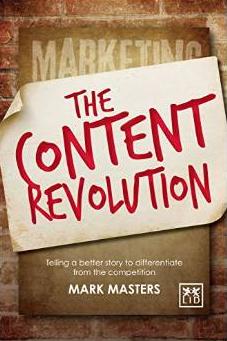 MARKETING
THE
CONTENT
REVOLUTION
Telling a better story to differentiate
from the competition
MARK MASTERS
LID